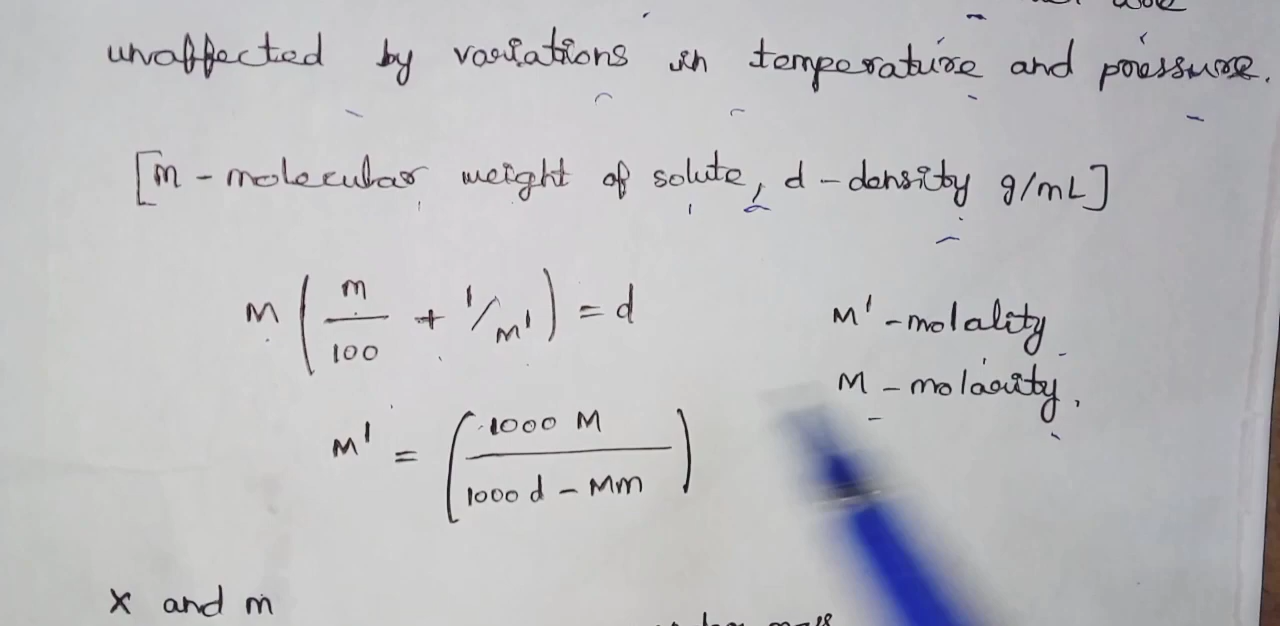 unaffected by variations in temperature and pressure.
[m - molecular weight of solute, d - density g/mL]
M ( m/100 + 1/M' ) = d
M' - molality
M - molarity,
M' = ( 1000 M / 1000 d - Mm )
X and m